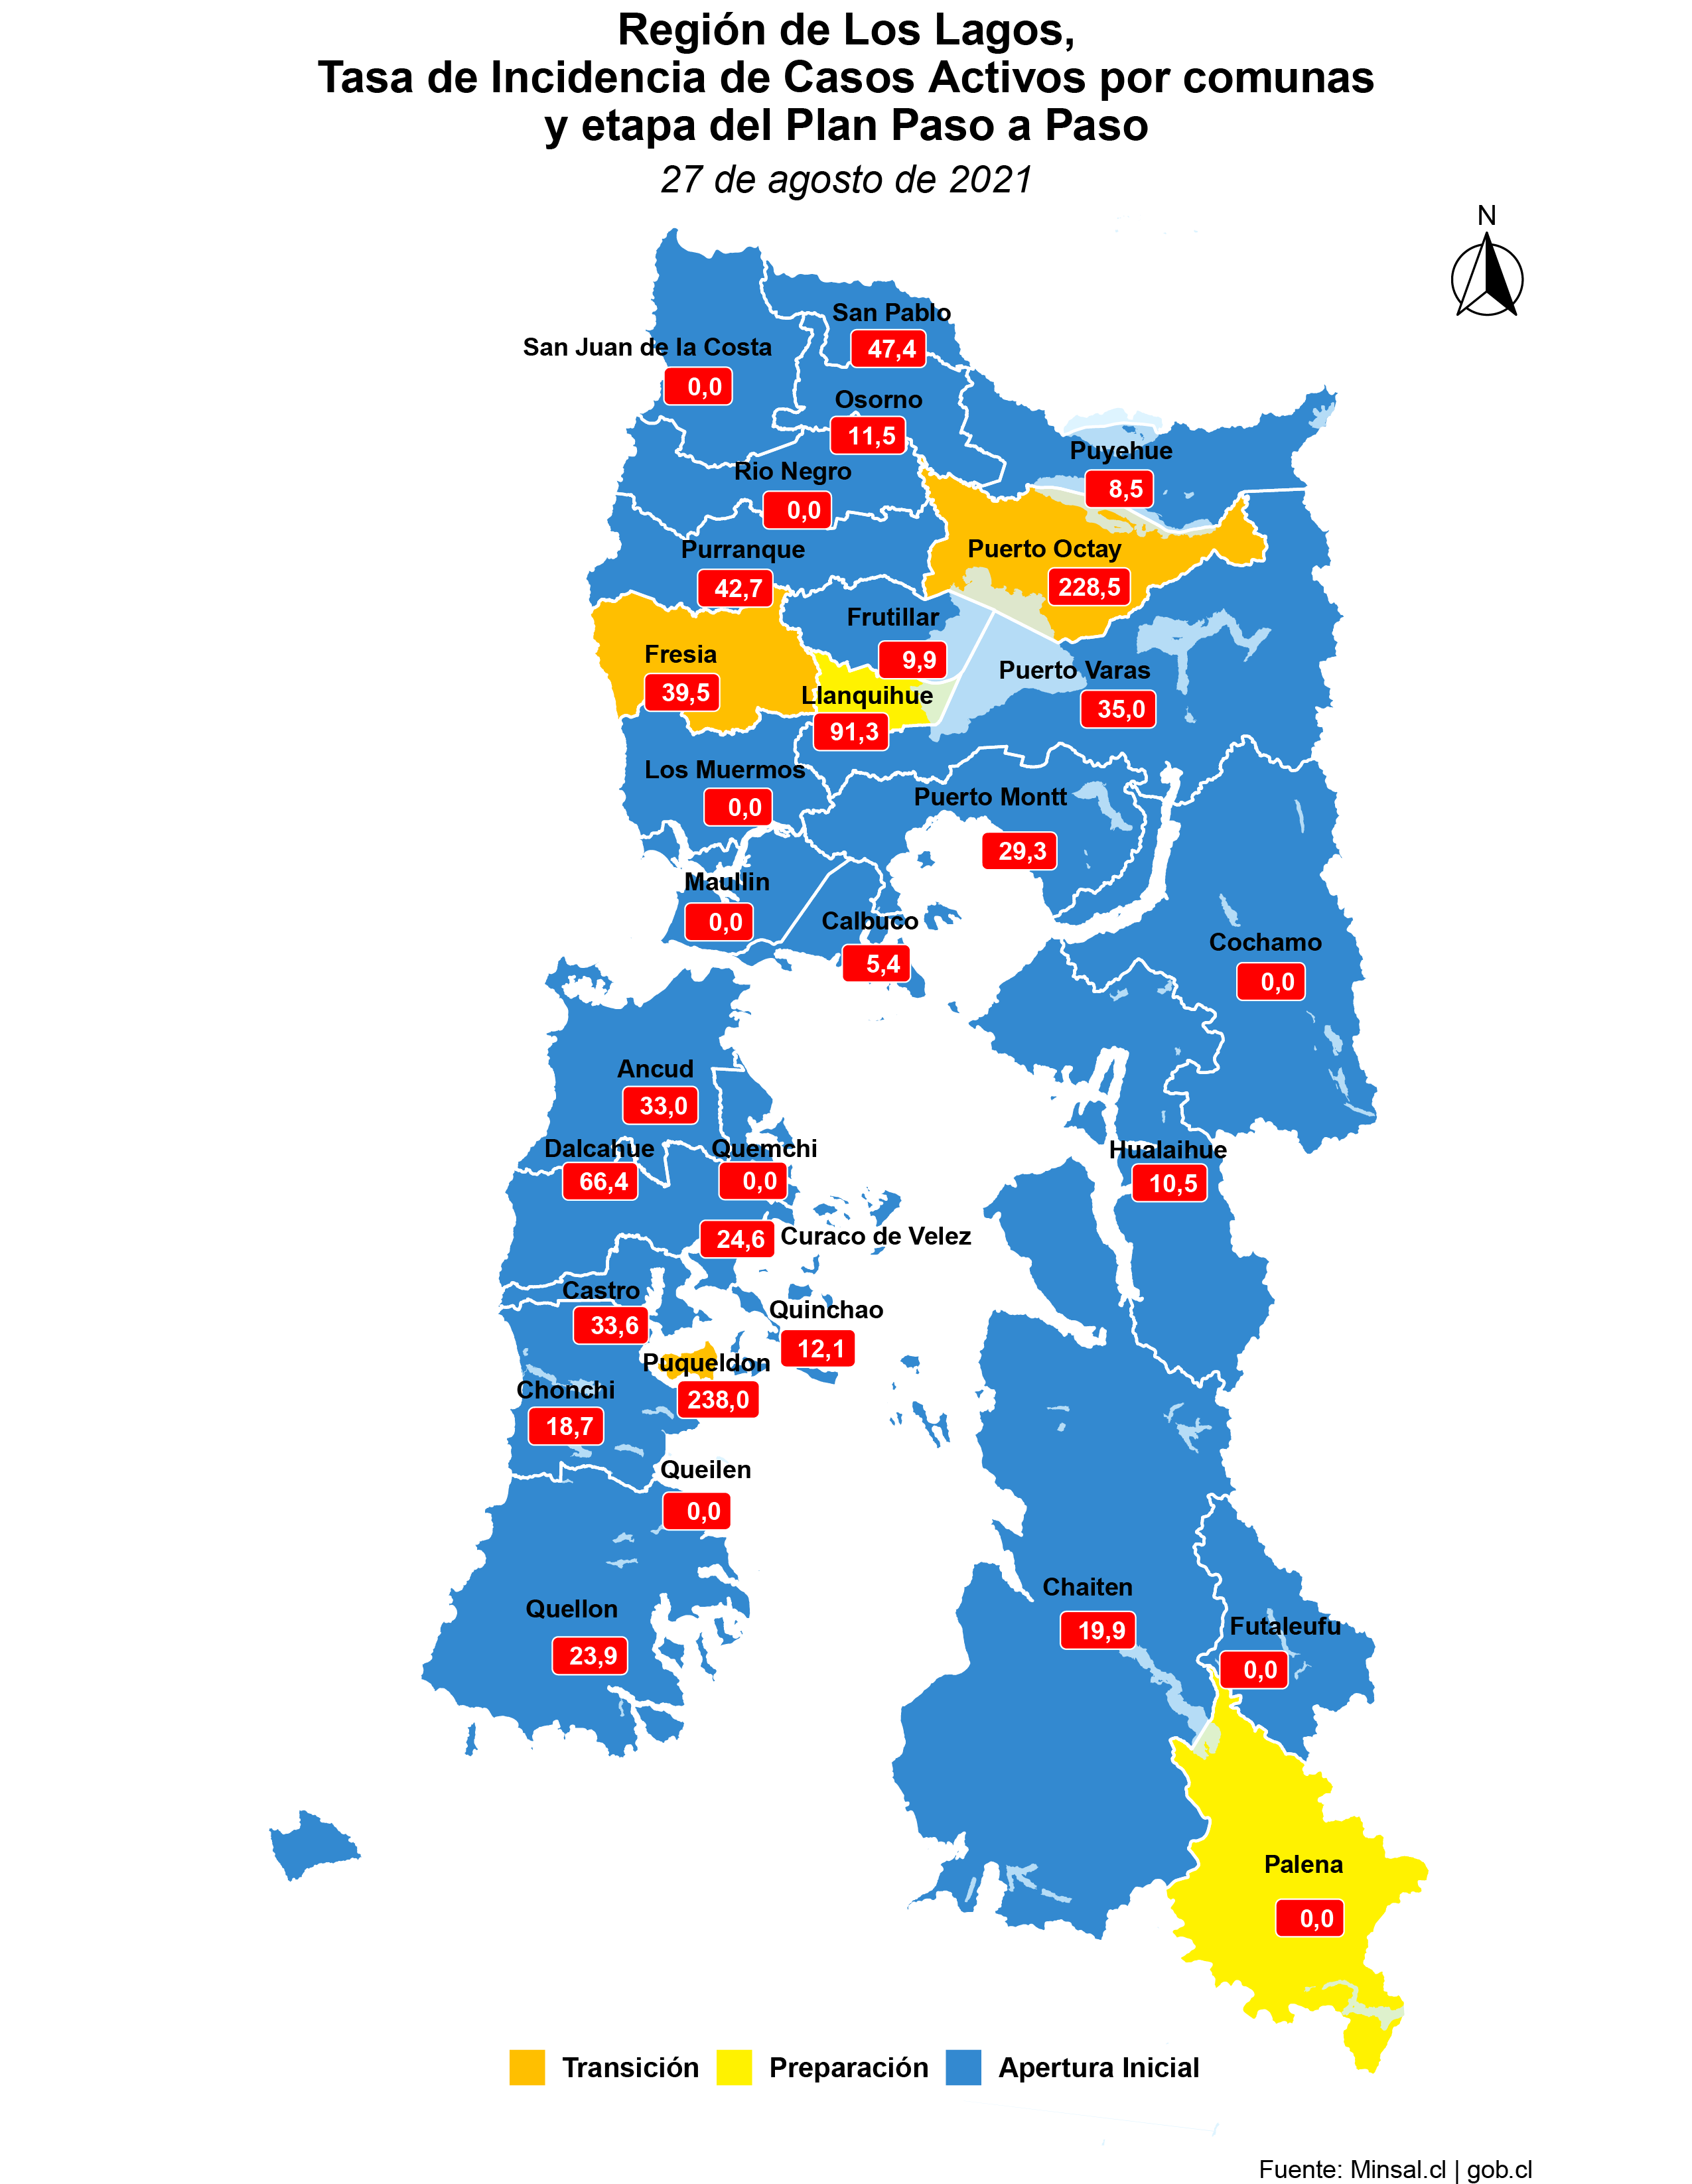 Región de Los Lagos,
Tasa de Incidencia de Casos Activos por comunas
y etapa del Plan Paso a Paso
27 de agosto de 2021
N
San Pablo
47,4
San Juan de la Costa
0,0
Osorno
11,5
Puyehue
8,5
Rio Negro
0,0
Purranque
42,7
Puerto Octay
228,5
Frutillar
9,9
Fresia
39,5
Puerto Varas
35,0
Llanquihue
91,3
Los Muermos
0,0
Puerto Montt
29,3
Maullin
0,0
Calbuco
5,4
Cochamo
0,0
Ancud
33,0
Dalcahue
66,4
Quemchi
0,0
Hualaihue
10,5
24,6 Curaco de Velez
Castro
33,6
Quinchao
12,1
Puqueldon
238,0
Chonchi
18,7
Queilen
0,0
Quellon
23,9
Chaiten
19,9
Futaleufu
0,0
Palena
0,0
Transición Preparación Apertura Inicial
Fuente: Minsal.cl | gob.cl